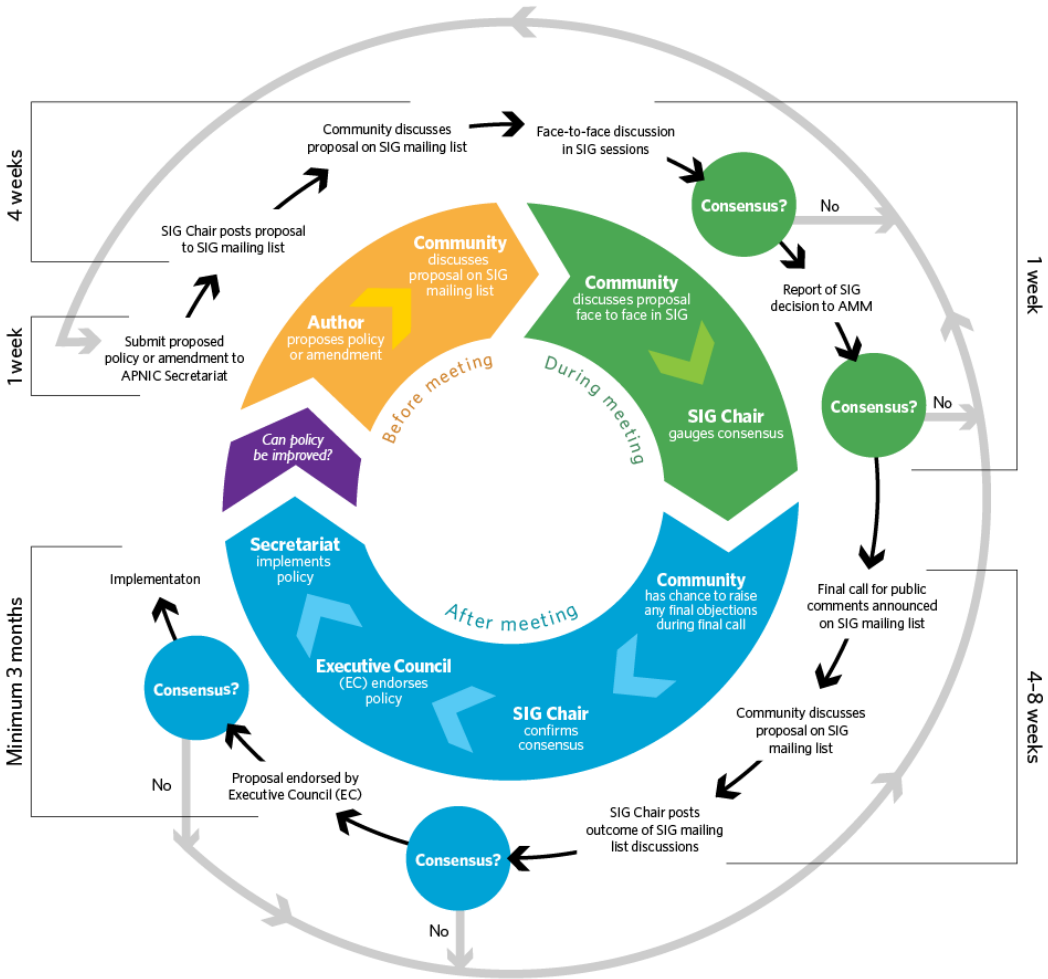 4 weeks
1 week
Submit proposed
policy or amendment to
APNIC Secretariat
SIG Chair posts proposal
to SIG mailing list
Community discusses
proposal on SIG mailing list
Face-to-face discussion
in SIG sessions
Consensus?
No
Report of SIG
decision to AMM
Consensus?
No
1 week
Final call for public
comments announced
on SIG mailing list
Community discusses
proposal on SIG
mailing list
SIG Chair posts
outcome of SIG mailing
list discussions
4–8 weeks
Consensus?
No
Proposal endorsed by
Executive Council (EC)
Consensus?
No
Implementaton
Minimum 3 months
Author
proposes policy
or amendment
Community
discusses
proposal on SIG
mailing list
Before meeting
Community
discusses proposal
face to face in SIG
SIG Chair
gauges consensus
During meeting
Community
has chance to raise
any final objections
during final call
SIG Chair
confirms
consensus
Executive Council
(EC) endorses
policy
Secretariat
implements
policy
After meeting
Can policy
be improved?